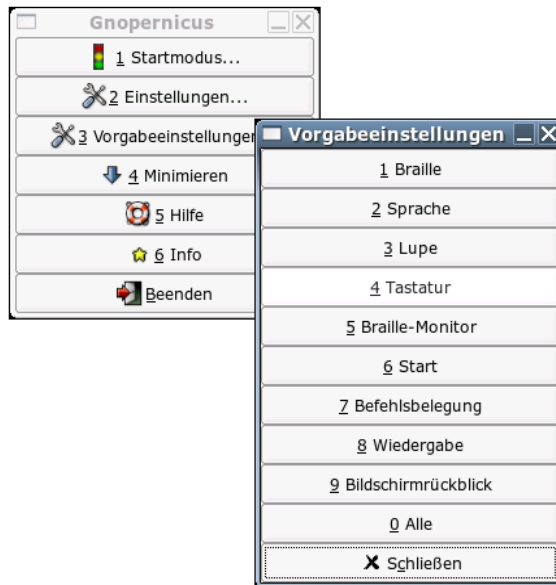 Gnopernicus
1 Startmodus...
2 Einstellungen...
3 Vorgabeeinstellungen
4 Minimieren
5 Hilfe
6 Info
Beenden
Vorgabeeinstellungen
1 Braille
2 Sprache
3 Lupe
4 Tastatur
5 Braille-Monitor
6 Start
7 Befehlsbelegung
8 Wiedergabe
9 Bildschirmrückblick
0 Alle
Schließen